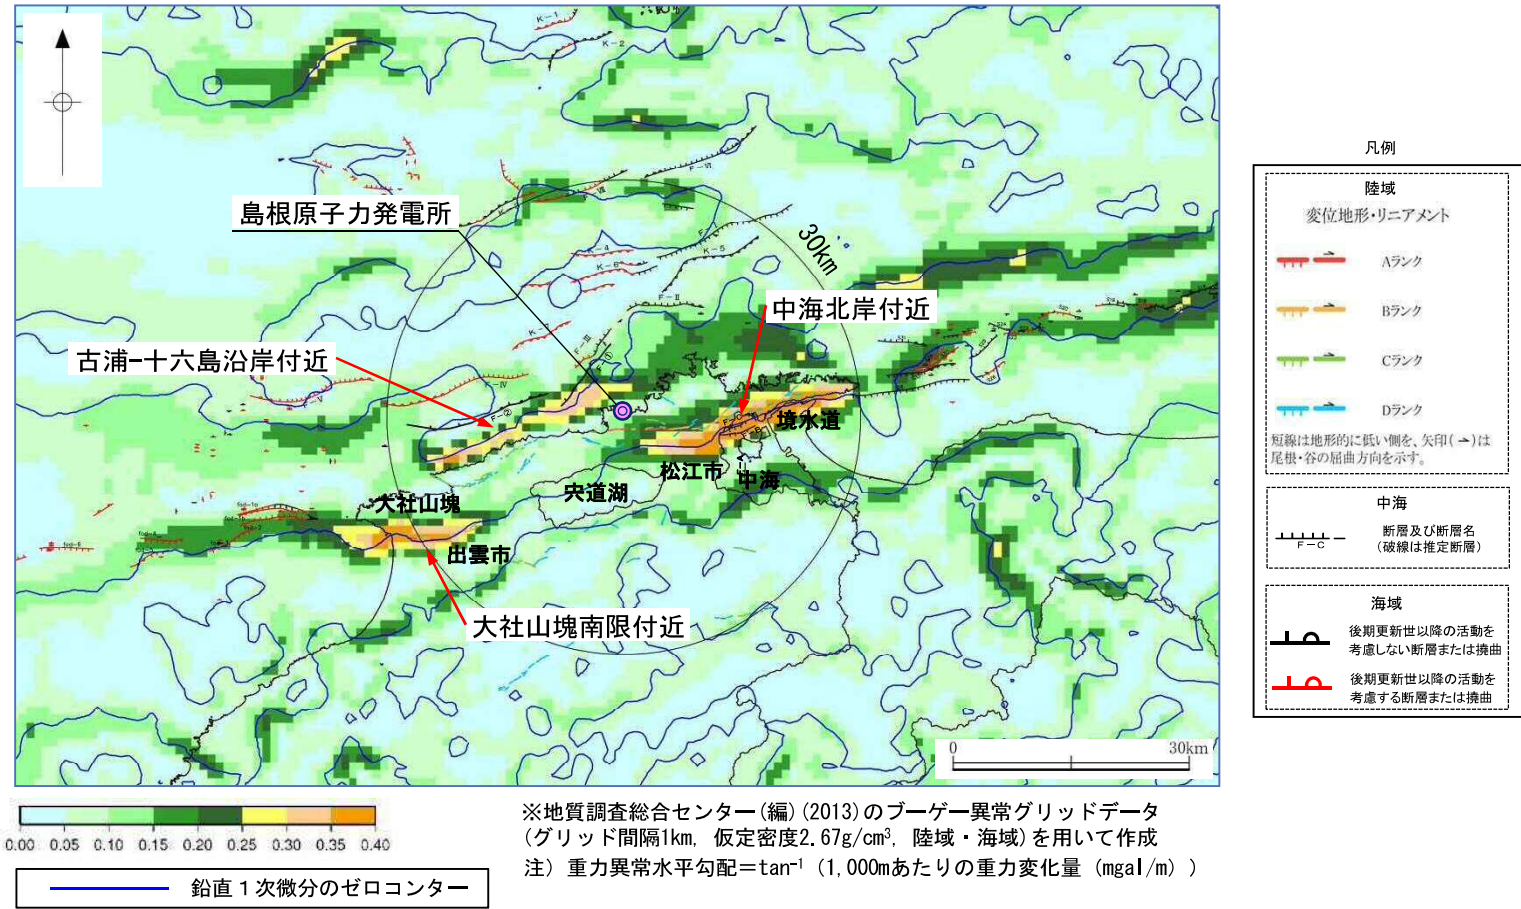 K-1
K-2
F-Ⅵ
F-Ⅶ
島根原子力発電所
30km
K-4
K-5
K-6
F-Ⅱ
中海北岸付近
F-Ⅲ
古浦-十六島沿岸付近
F-Ⅳ
F-Ⅴ
F-②
境水道
松江市
中海
宍道湖
大社山塊
出雲市
大社山塊南限付近
0 30km
0.00 0.05 0.10 0.15 0.20 0.25 0.30 0.35 0.40
鉛直1次微分のゼロコンター
※地質調査総合センター(編)(2013)のブーゲー異常グリッドデータ
(グリッド間隔1km, 仮定密度2.67g/cm³, 陸域・海域)を用いて作成
注) 重力異常水平勾配=tan⁻¹ (1,000mあたりの重力変化量 (mgal/m) )
凡例
陸域
変位地形・リニアメント
Aランク
Bランク
Cランク
Dランク
短線は地形的に低い側を、矢印(→)は
尾根・谷の屈曲方向を示す。
中海
断層及び断層名
(破線は推定断層)
F-C
海域
後期更新世以降の活動を
考慮しない断層または撓曲
後期更新世以降の活動を
考慮する断層または撓曲